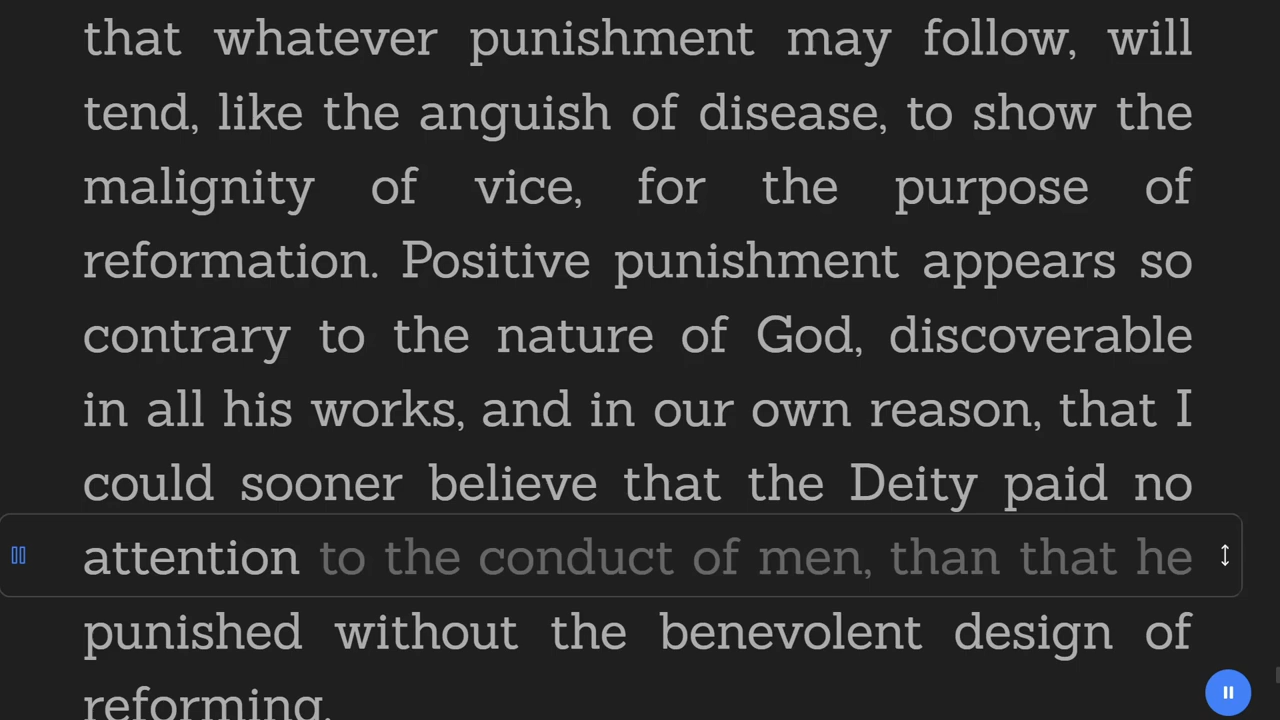 that whatever punishment may follow, will
tend, like the anguish of disease, to show the
malignity of vice, for the purpose of
reformation. Positive punishment appears so
contrary to the nature of God, discoverable
in all his works, and in our own reason, that I
could sooner believe that the Deity paid no
attention to the conduct of men, than that he
punished without the benevolent design of
reforming.